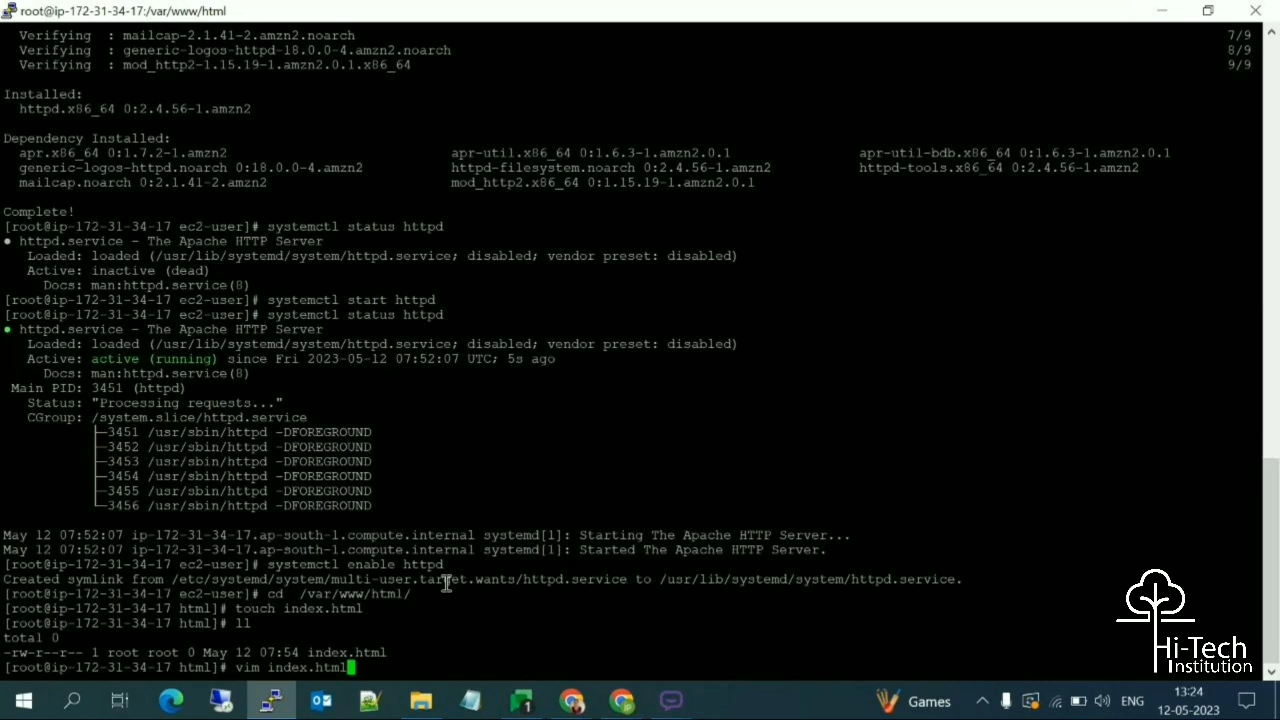 root@ip-172-31-34-17:/var/www/html
Verifying : mailcap-2.1.41-2.amzn2.noarch 7/9
Verifying : generic-logos-httpd-18.0.0-4.amzn2.noarch 8/9
Verifying : mod_http2-1.15.19-1.amzn2.0.1.x86_64 9/9
Installed:
httpd.x86_64 0:2.4.56-1.amzn2
Dependency Installed:
apr.x86_64 0:1.7.2-1.amzn2 apr-util.x86_64 0:1.6.3-1.amzn2.0.1 apr-util-bdb.x86_64 0:1.6.3-1.amzn2.0.1
generic-logos-httpd.noarch 0:18.0.0-4.amzn2 httpd-filesystem.noarch 0:2.4.56-1.amzn2 httpd-tools.x86_64 0:2.4.56-1.amzn2
mailcap.noarch 0:2.1.41-2.amzn2 mod_http2.x86_64 0:1.15.19-1.amzn2.0.1
Complete!
[root@ip-172-31-34-17 ec2-user]# systemctl status httpd
● httpd.service - The Apache HTTP Server
Loaded: loaded (/usr/lib/systemd/system/httpd.service; disabled; vendor preset: disabled)
Active: inactive (dead)
Docs: man:httpd.service(8)
[root@ip-172-31-34-17 ec2-user]# systemctl start httpd
[root@ip-172-31-34-17 ec2-user]# systemctl status httpd
● httpd.service - The Apache HTTP Server
Loaded: loaded (/usr/lib/systemd/system/httpd.service; disabled; vendor preset: disabled)
Active: active (running) since Fri 2023-05-12 07:52:07 UTC; 5s ago
Docs: man:httpd.service(8)
Main PID: 3451 (httpd)
Status: "Processing requests..."
CGroup: /system.slice/httpd.service
├─3451 /usr/sbin/httpd -DFOREGROUND
├─3452 /usr/sbin/httpd -DFOREGROUND
├─3453 /usr/sbin/httpd -DFOREGROUND
├─3454 /usr/sbin/httpd -DFOREGROUND
├─3455 /usr/sbin/httpd -DFOREGROUND
└─3456 /usr/sbin/httpd -DFOREGROUND
May 12 07:52:07 ip-172-31-34-17.ap-south-1.compute.internal systemd[1]: Starting The Apache HTTP Server...
May 12 07:52:07 ip-172-31-34-17.ap-south-1.compute.internal systemd[1]: Started The Apache HTTP Server.
[root@ip-172-31-34-17 ec2-user]# systemctl enable httpd
Created symlink from /etc/systemd/system/multi-user.target.wants/httpd.service to /usr/lib/systemd/system/httpd.service.
[root@ip-172-31-34-17 ec2-user]# cd  /var/www/html/
[root@ip-172-31-34-17 html]# touch index.html
[root@ip-172-31-34-17 html]# ll
total 0
-rw-r--r-- 1 root root 0 May 12 07:54 index.html
[root@ip-172-31-34-17 html]# vim index.html
Hi-Tech
Institution
1
Games
ENG
13:24
12-05-2023